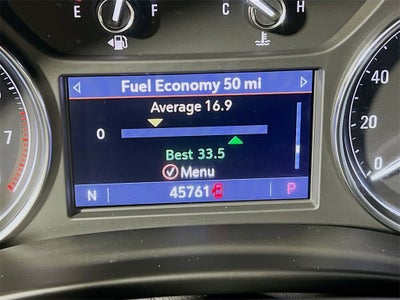 E F C H
Fuel Economy 50 mi
Average 16.9
0
Best 33.5
Menu
N 45761 P
7
40
20
0